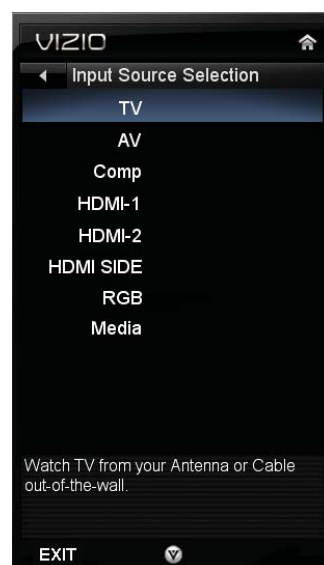 VIZIO
Input Source Selection
TV
AV
Comp
HDMI-1
HDMI-2
HDMI SIDE
RGB
Media
Watch TV from your Antenna or Cable
out-of-the-wall.
EXIT
V